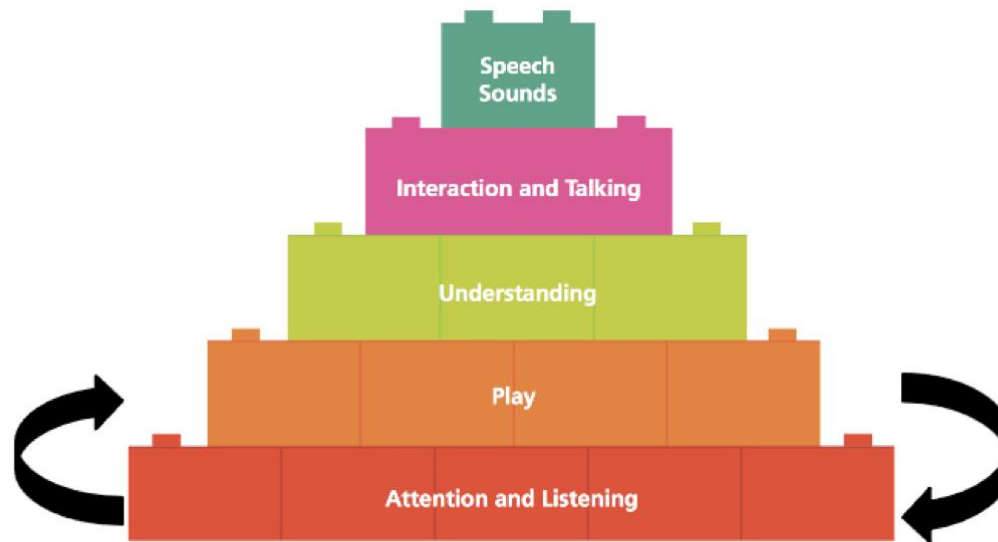 Speech
Sounds
Interaction and Talking
Understanding
Play
Attention and Listening